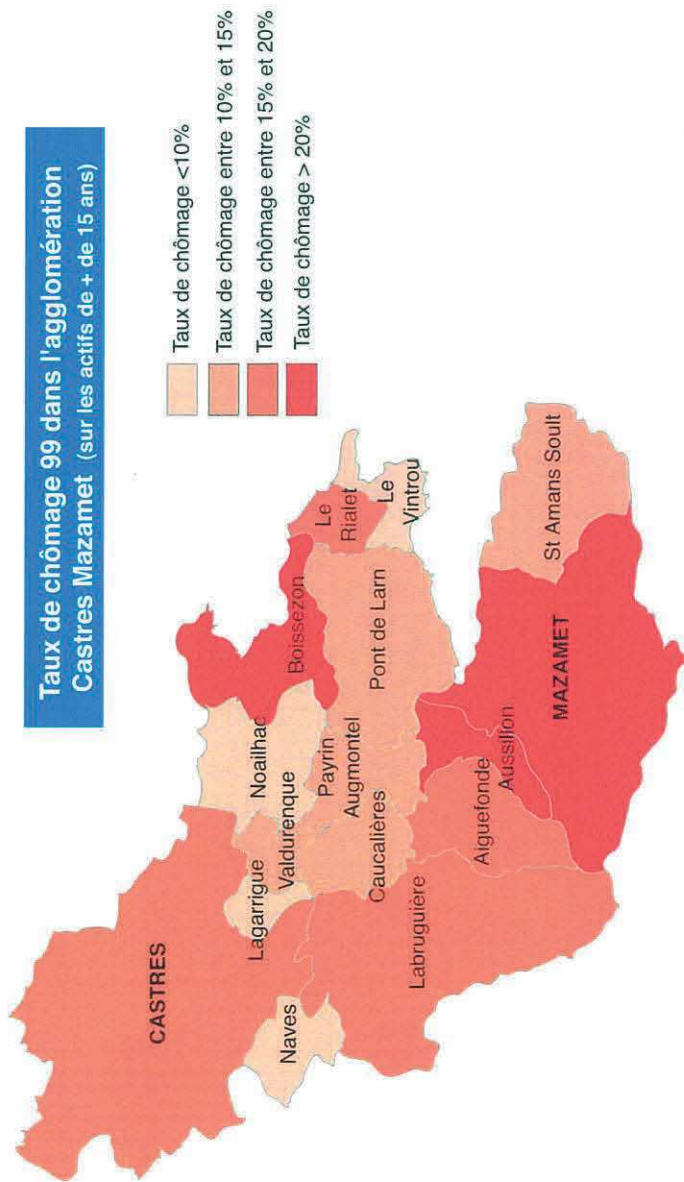 Taux de chômage 99 dans l'agglomération
Castres Mazamet (sur les actifs de + de 15 ans)
Taux de chômage <10%
Taux de chômage entre 10% et 15%
Taux de chômage entre 15% et 20%
Taux de chômage > 20%
CASTRES
Naves
Lagarrigue
Valdurenque
Noailhac
Boissezon
Le
Rialet
Le
Vintrou
Payrin
Augmontel
Pont de Larn
Caucalières
Labruguière
Aiguefonde
Aussillon
MAZAMET
St Amans Soult